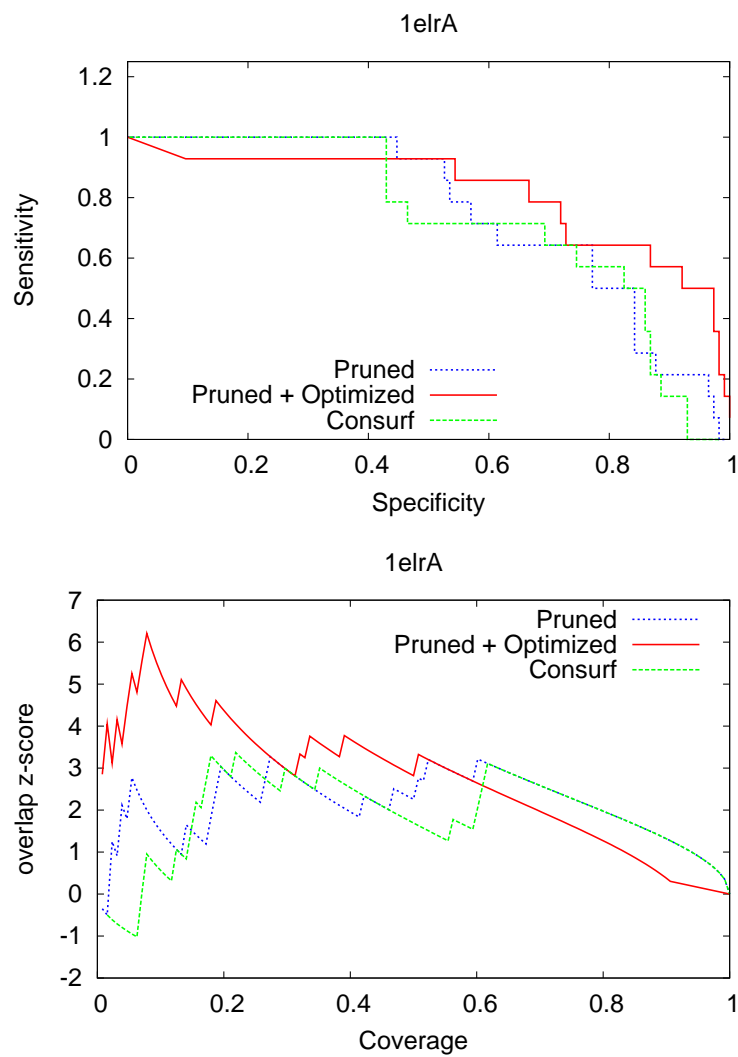 1elrA
1.2
1
0.8
0.6
0.4
0.2
0
Sensitivity
Pruned
Pruned + Optimized
Consurf
0 0.2 0.4 0.6 0.8 1
Specificity
1elrA
7
6
5
4
3
2
1
0
-1
-2
overlap z-score
Pruned
Pruned + Optimized
Consurf
0 0.2 0.4 0.6 0.8 1
Coverage